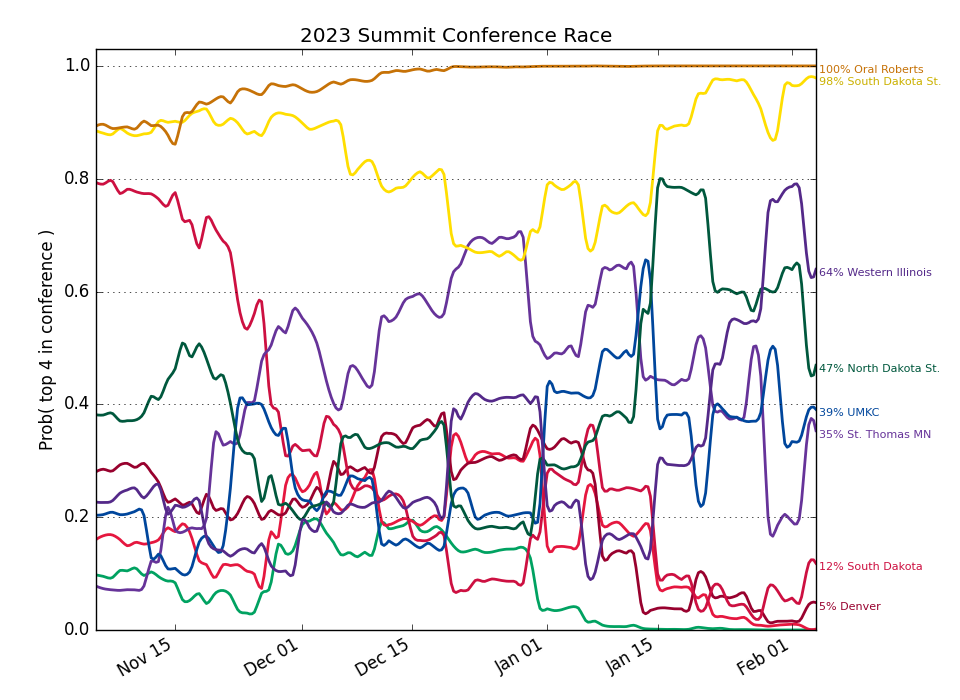 2023 Summit Conference Race
Prob( top 4 in conference )
1.0
0.8
0.6
0.4
0.2
0.0
Nov 15
Dec 01
Dec 15
Jan 01
Jan 15
Feb 01
100% Oral Roberts
98% South Dakota St.
64% Western Illinois
47% North Dakota St.
39% UMKC
35% St. Thomas MN
12% South Dakota
5% Denver